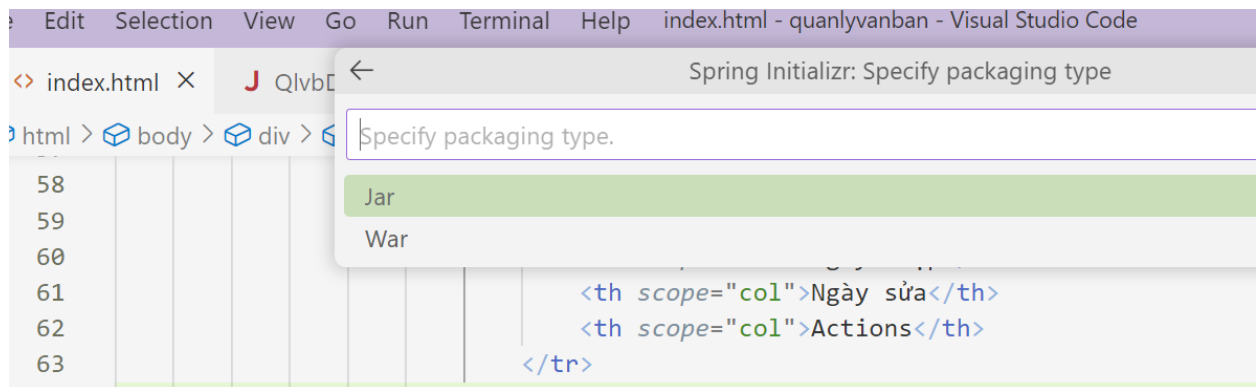 Edit Selection View Go Run Terminal Help index.html - quanlyvanban - Visual Studio Code
<> index.html × J
← Spring Initializr: Specify packaging type
html > body > div >
Specify packaging type.
Jar
War
58
59
60
61 <th scope="col">Ngày sửa</th>
62 <th scope="col">Actions</th>
63 </tr>